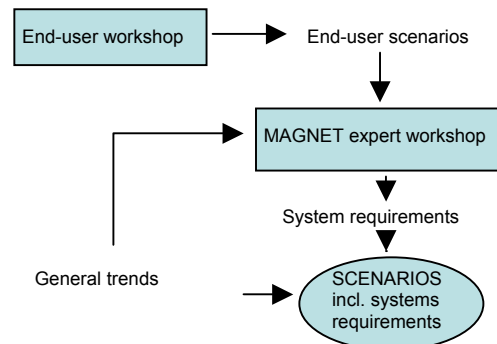 End-user workshop
End-user scenarios
MAGNET expert workshop
System requirements
General trends
SCENARIOS
incl. systems
requirements